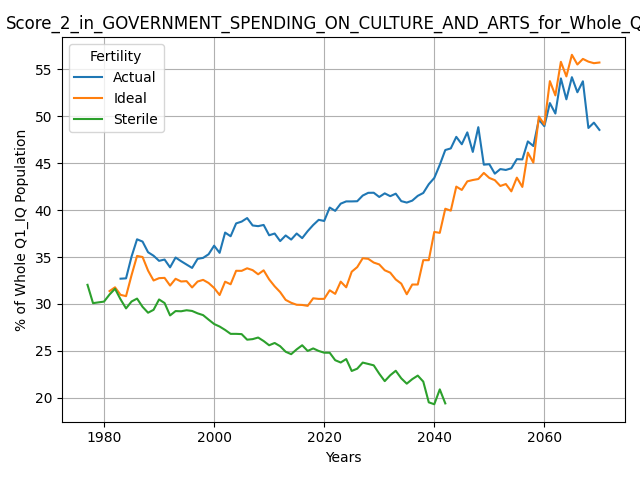 Score_2_in_GOVERNMENT_SPENDING_ON_CULTURE_AND_ARTS_for_Whole_Q
Fertility
Actual
Ideal
Sterile
% of Whole Q1_IQ Population
55
50
45
40
35
30
25
20
1980
2000
2020
2040
2060
Years